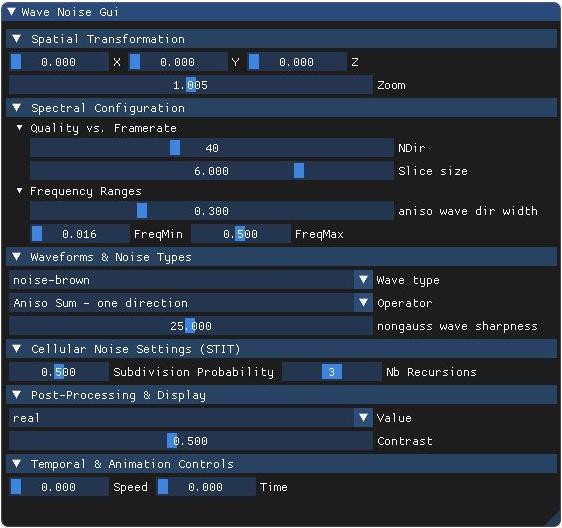 Wave Noise Gui
Spatial Transformation
0.000 X 0.000 Y 0.000 Z
1.005 Zoom
Spectral Configuration
Quality vs. Framerate
40 NDir
6.000 Slice size
Frequency Ranges
0.300 aniso wave dir width
0.016 FreqMin 0.500 FreqMax
Waveforms & Noise Types
noise-brown Wave type
Aniso Sum - one direction Operator
25.000 nongauss wave sharpness
Cellular Noise Settings (STIT)
0.500 Subdivision Probability 3 Nb Recursions
Post-Processing & Display
real Value
0.500 Contrast
Temporal & Animation Controls
0.000 Speed 0.000 Time